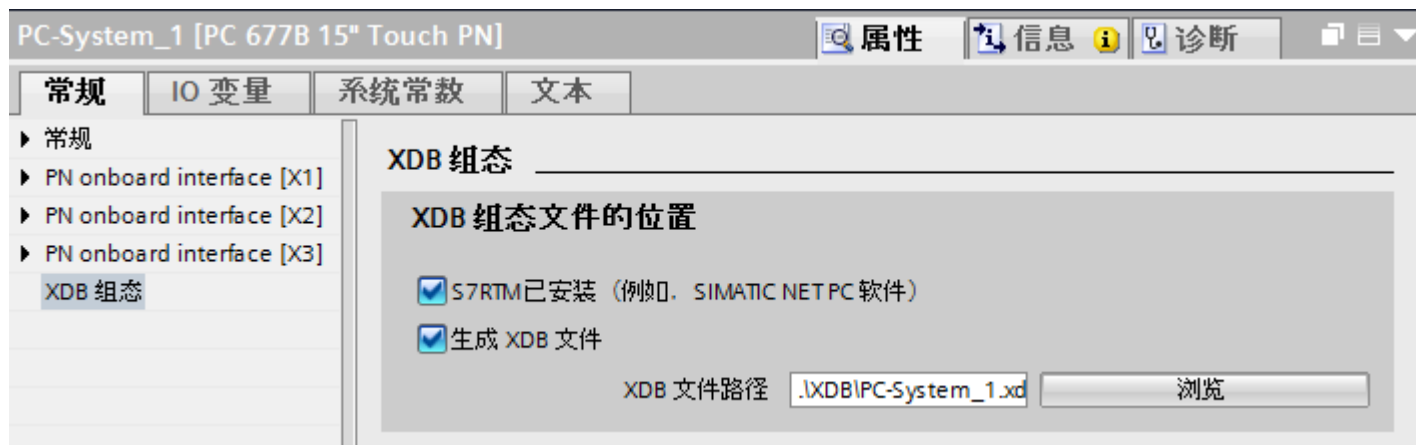 PC-System_1 [PC 677B 15" Touch PN] 属性 信息 诊断
常规 IO 变量 系统常数 文本
常规
PN onboard interface [X1]
PN onboard interface [X2]
PN onboard interface [X3]
XDB 组态
XDB 组态
XDB 组态文件的位置
S7RTM已安装（例如，SIMATIC NET PC 软件）
生成 XDB 文件
XDB 文件路径 .\XDB\PC-System_1.xd 浏览